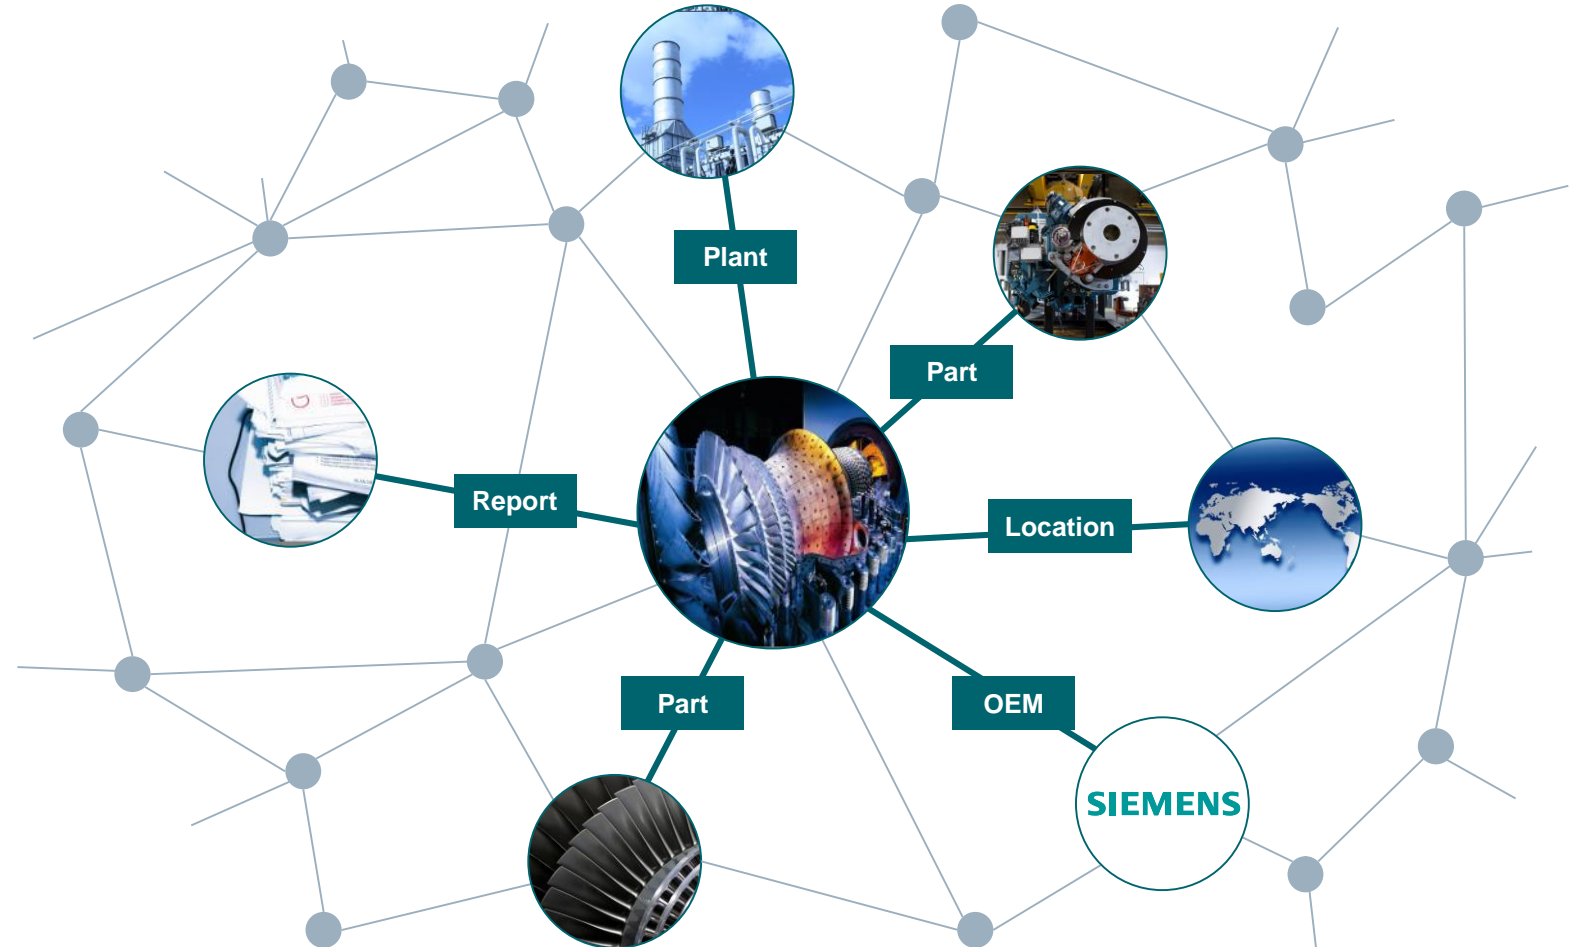 Plant
Part
Report
Location
Part
OEM
SIEMENS